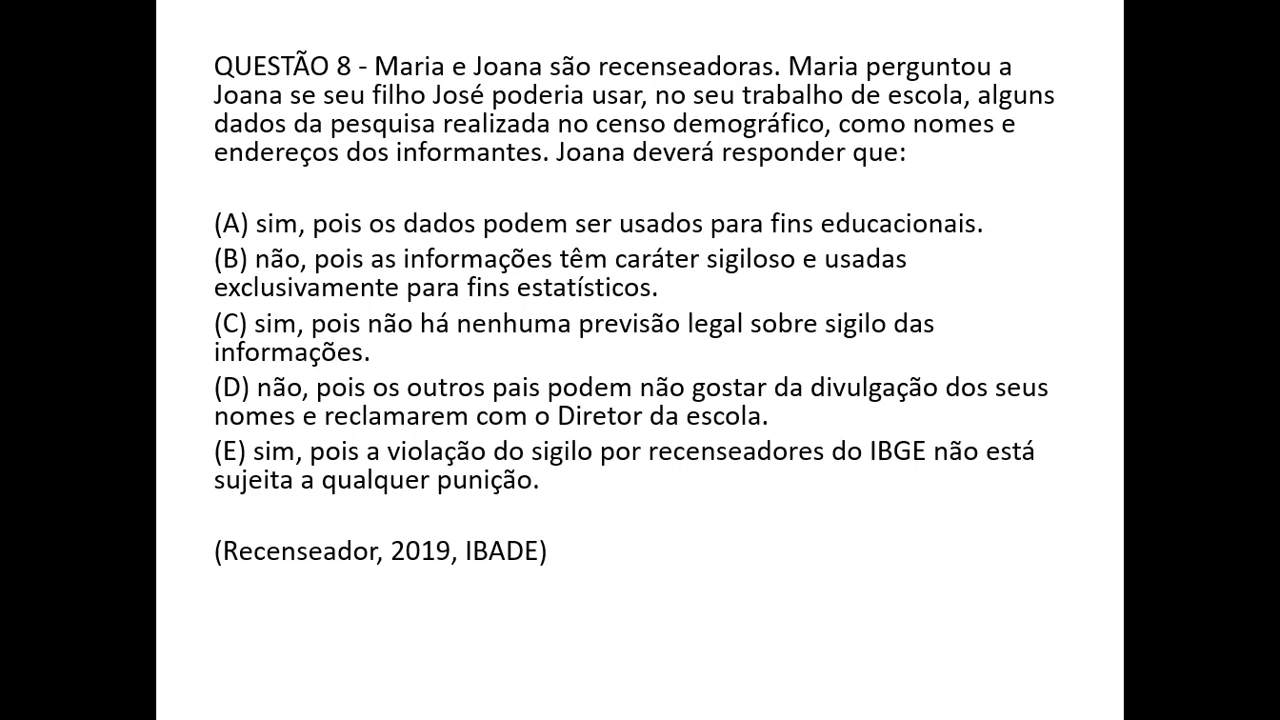 QUESTÃO 8 - Maria e Joana são recenseadoras. Maria perguntou a
Joana se seu filho José poderia usar, no seu trabalho de escola, alguns
dados da pesquisa realizada no censo demográfico, como nomes e
endereços dos informantes. Joana deverá responder que:
(A) sim, pois os dados podem ser usados para fins educacionais.
(B) não, pois as informações têm caráter sigiloso e usadas
exclusivamente para fins estatísticos.
(C) sim, pois não há nenhuma previsão legal sobre sigilo das
informações.
(D) não, pois os outros pais podem não gostar da divulgação dos seus
nomes e reclamarem com o Diretor da escola.
(E) sim, pois a violação do sigilo por recenseadores do IBGE não está
sujeita a qualquer punição.
(Recenseador, 2019, IBADE)